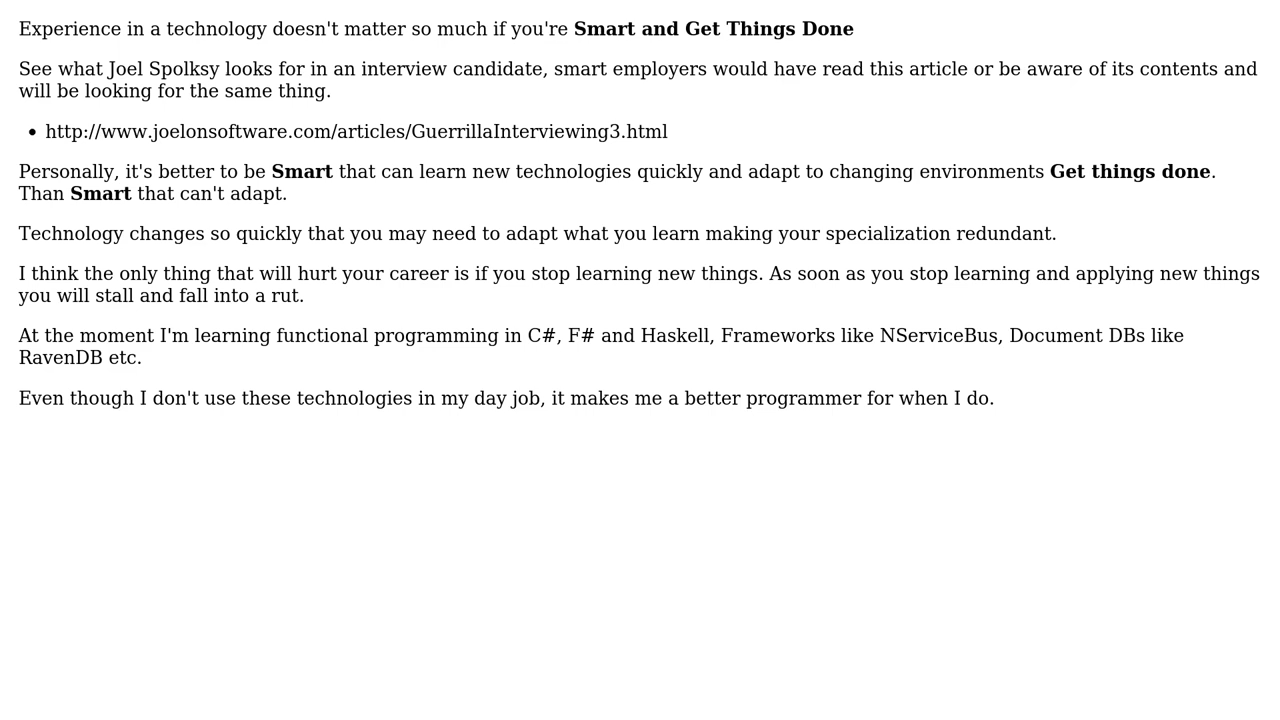 Experience in a technology doesn't matter so much if you're Smart and Get Things Done
See what Joel Spolksy looks for in an interview candidate, smart employers would have read this article or be aware of its contents and
will be looking for the same thing.
• http://www.joelonsoftware.com/articles/GuerrillaInterviewing3.html
Personally, it's better to be Smart that can learn new technologies quickly and adapt to changing environments Get things done.
Than Smart that can't adapt.
Technology changes so quickly that you may need to adapt what you learn making your specialization redundant.
I think the only thing that will hurt your career is if you stop learning new things. As soon as you stop learning and applying new things
you will stall and fall into a rut.
At the moment I'm learning functional programming in C#, F# and Haskell, Frameworks like NServiceBus, Document DBs like
RavenDB etc.
Even though I don't use these technologies in my day job, it makes me a better programmer for when I do.